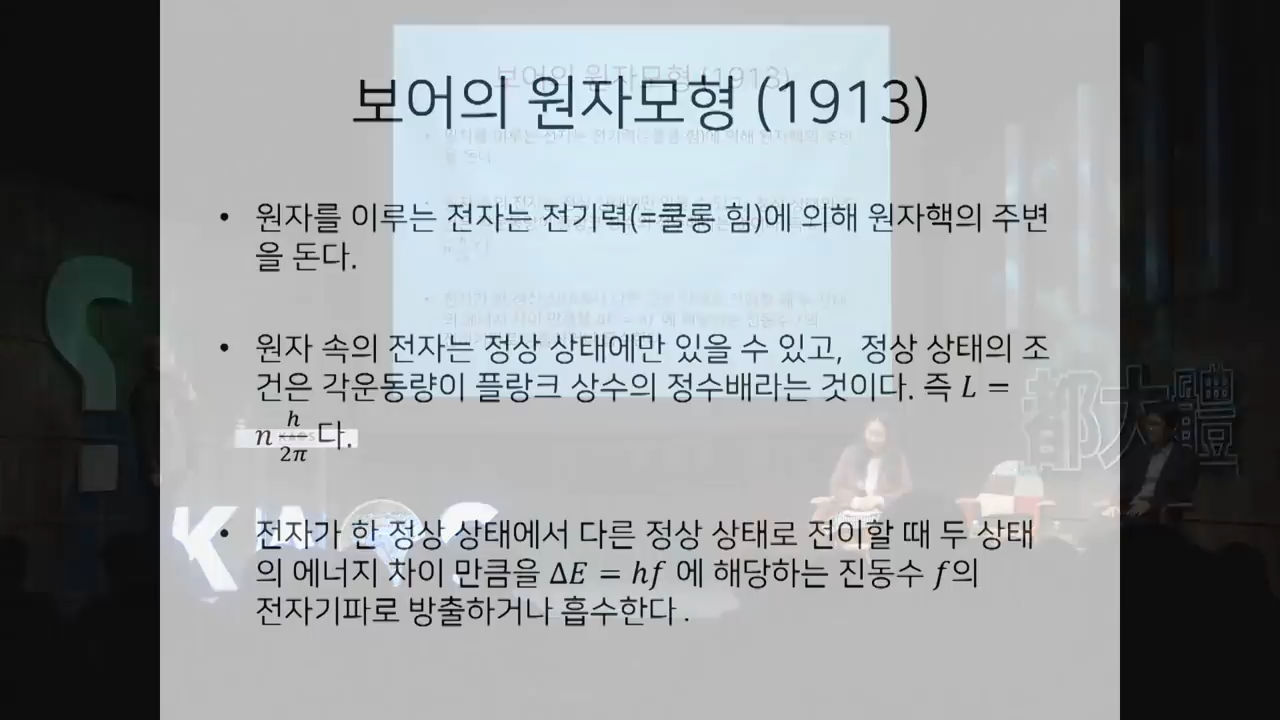 보어의 원자모형 (1913)
• 원자를 이루는 전자는 전기력(=쿨롱 힘)에 의해 원자핵의 주변
을 돈다.
• 원자 속의 전자는 정상 상태에만 있을 수 있고, 정상 상태의 조
건은 각운동량이 플랑크 상수의 정수배라는 것이다. 즉 L =
n h/2π 다.
• 전자가 한 정상 상태에서 다른 정상 상태로 전이할 때 두 상태
의 에너지 차이 만큼을 ΔE = hf 에 해당하는 진동수 f의
전자기파로 방출하거나 흡수한다.
KAOS
都大體